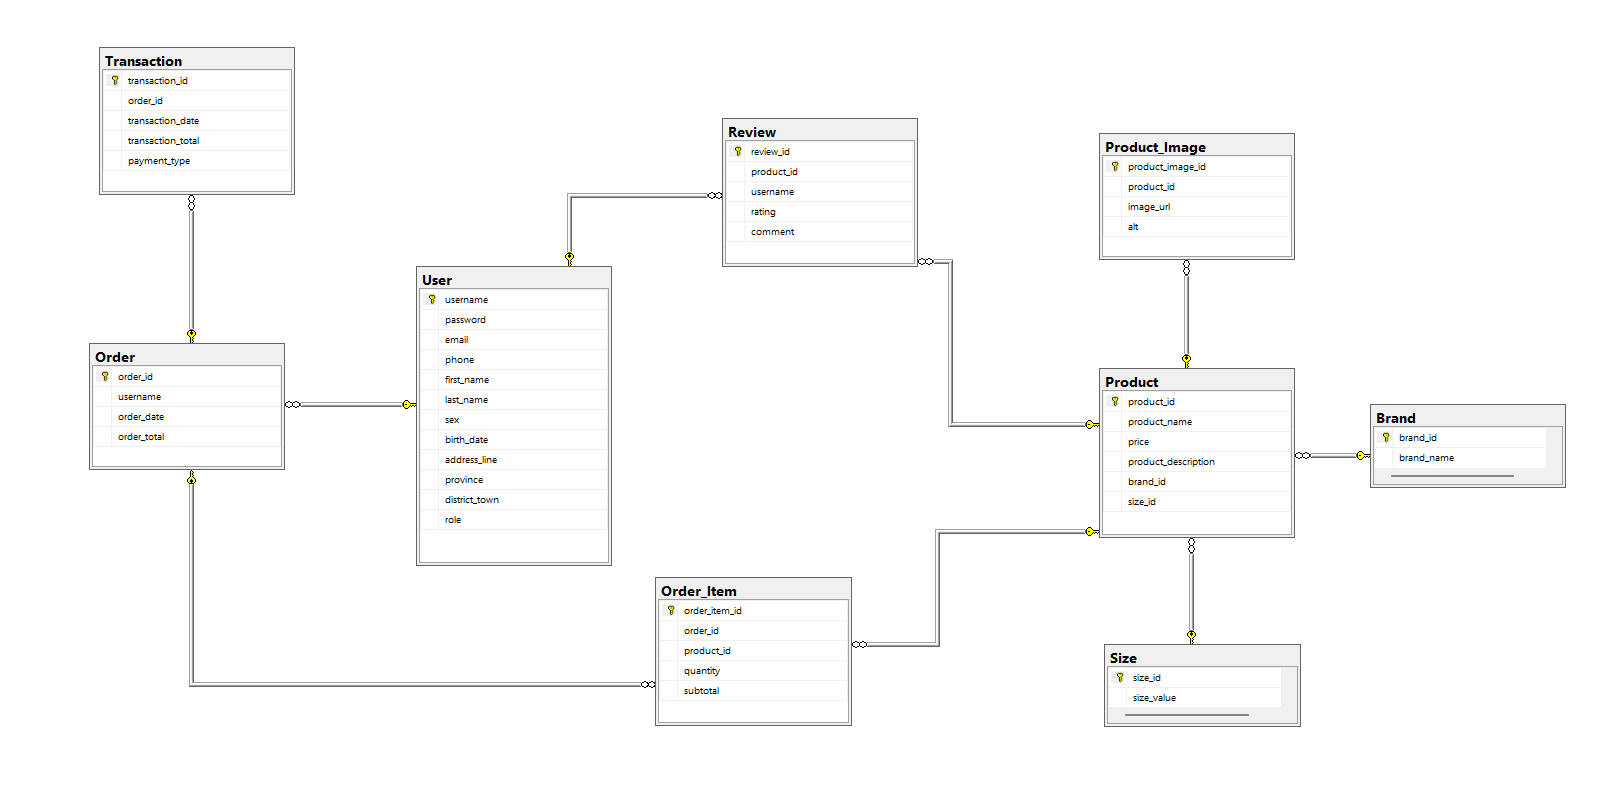 Transaction
transaction_id
order_id
transaction_date
transaction_total
payment_type
Review
review_id
product_id
username
rating
comment
Product_Image
product_image_id
product_id
image_url
alt
User
username
password
email
phone
first_name
last_name
sex
birth_date
address_line
province
district_town
role
Order
order_id
username
order_date
order_total
Product
product_id
product_name
price
product_description
brand_id
size_id
Brand
brand_id
brand_name
Order_Item
order_item_id
order_id
product_id
quantity
subtotal
Size
size_id
size_value